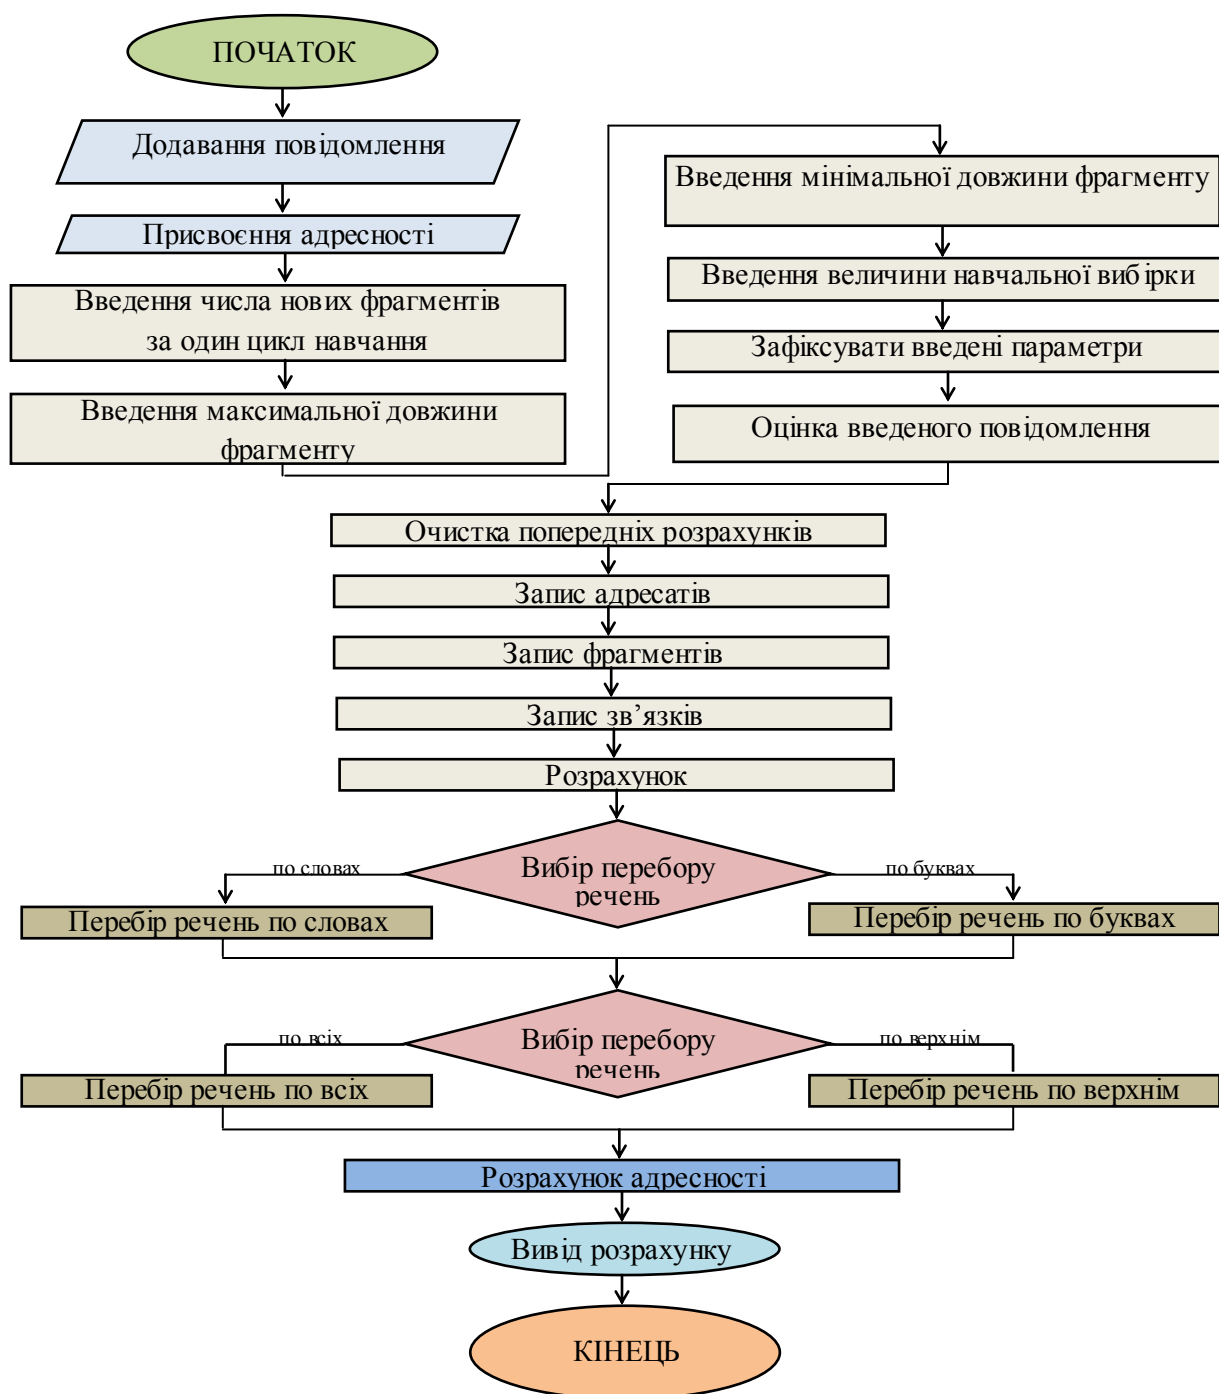 ПОЧАТОК
Додавання повідомлення
Присвоєння адресності
Введення числа нових фрагментів
за один цикл навчання
Введення максимальної довжини
фрагменту
Введення мінімальної довжини фрагменту
Введення величини навчальної вибірки
Зафіксувати введені параметри
Оцінка введеного повідомлення
Очистка попередніх розрахунків
Запис адресатів
Запис фрагментів
Запис зв’язків
Розрахунок
Вибір перебору
речень
по словах
по буквах
Перебір речень по словах
Перебір речень по буквах
Вибір перебору
речень
по всіх
по верхнім
Перебір речень по всіх
Перебір речень по верхнім
Розрахунок адресності
Вивід розрахунку
КІНЕЦЬ